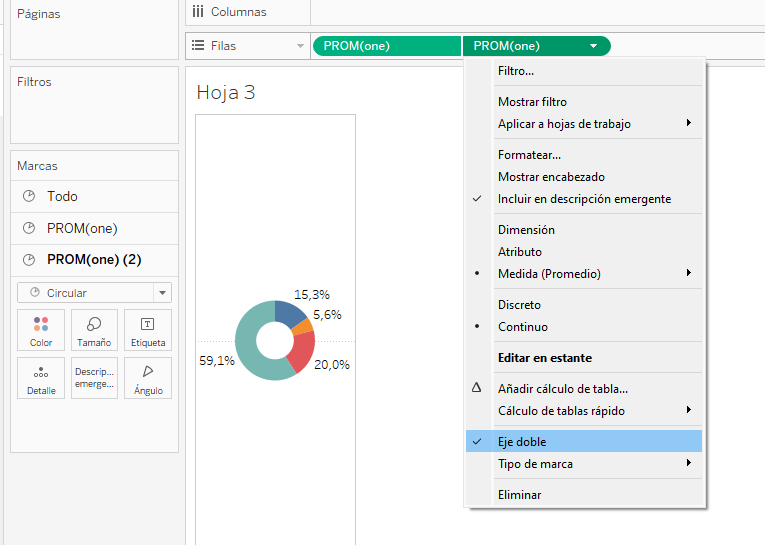 Páginas
Columnas
Filas
PROM(one)
PROM(one)
Filtros
Hoja 3
Marcas
Todo
PROM(one)
PROM(one) (2)
Circular
Color
Tamaño
Etiqueta
Detalle
Descrip...
emerge...
Ángulo
15,3%
5,6%
59,1%
20,0%
Filtro...
Mostrar filtro
Aplicar a hojas de trabajo
Formatear...
Mostrar encabezado
Incluir en descripción emergente
Dimensión
Atributo
Medida (Promedio)
Discreto
Continuo
Editar en estante
Añadir cálculo de tabla...
Cálculo de tablas rápido
Eje doble
Tipo de marca
Eliminar